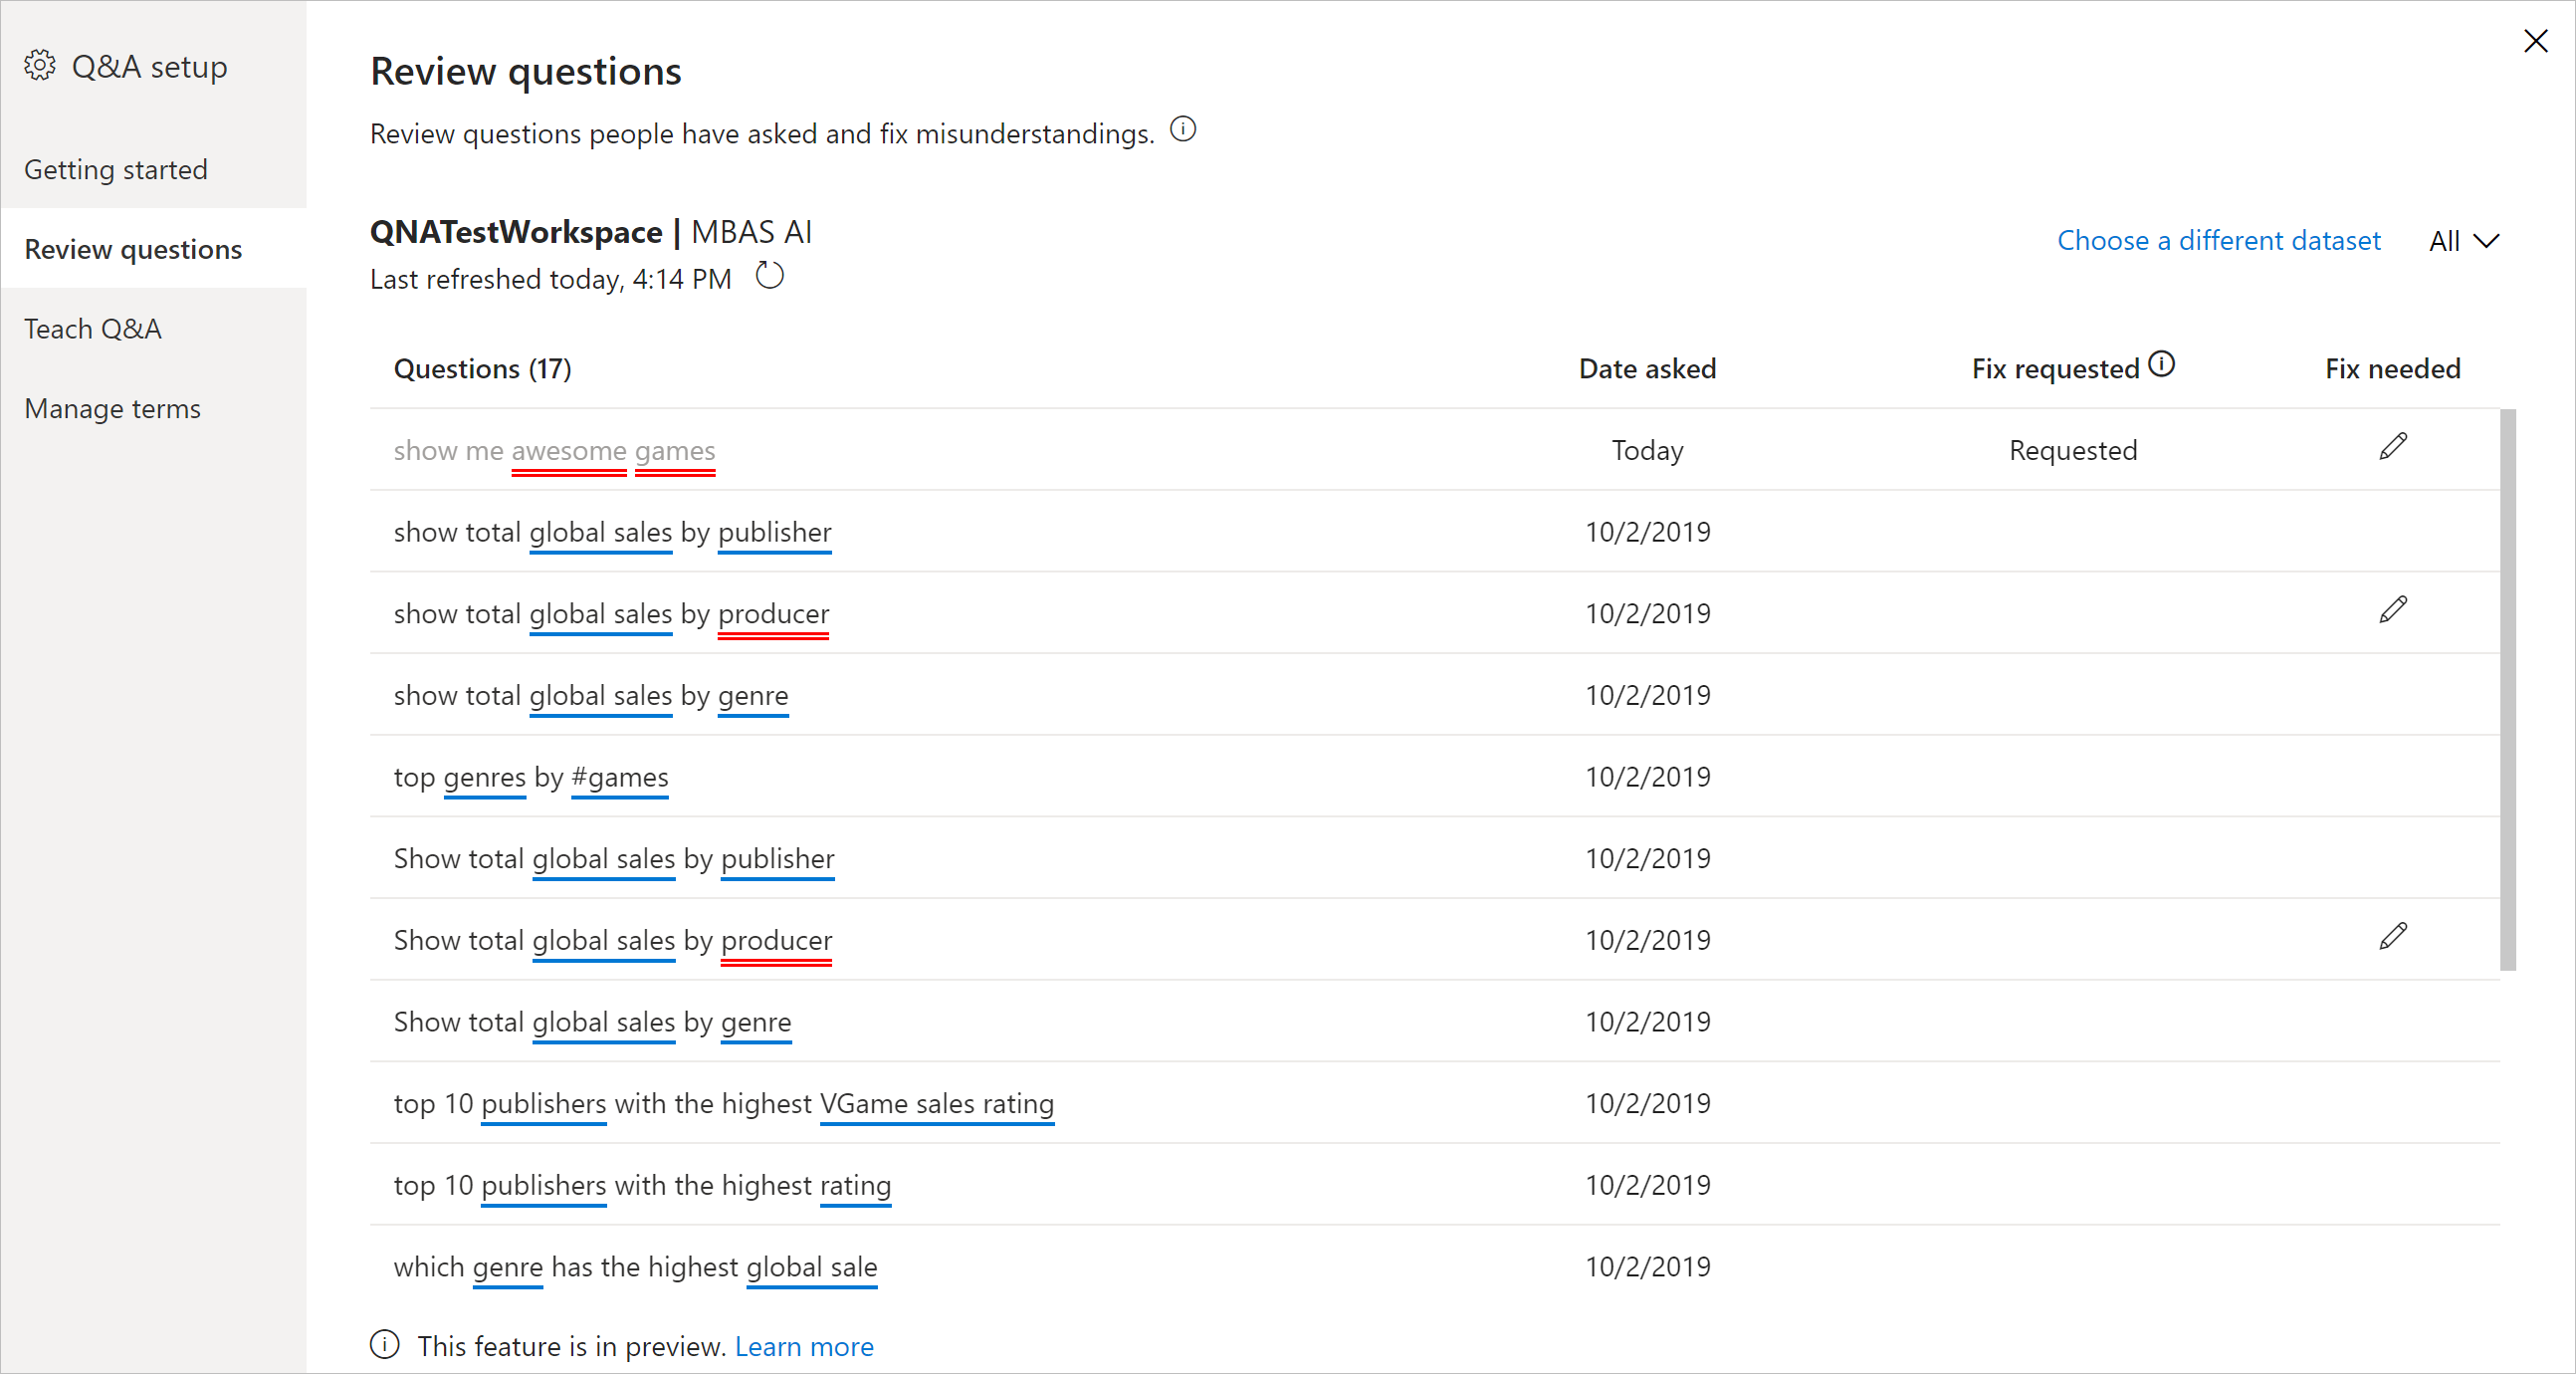 Q&A setup
Getting started
Review questions
Teach Q&A
Manage terms
Review questions
Review questions people have asked and fix misunderstandings.
QNATestWorkspace | MBAS AI
Last refreshed today, 4:14 PM
Choose a different dataset All
Questions (17) Date asked Fix requested Fix needed
show me awesome games Today Requested
show total global sales by publisher 10/2/2019
show total global sales by producer 10/2/2019
show total global sales by genre 10/2/2019
top genres by #games 10/2/2019
Show total global sales by publisher 10/2/2019
Show total global sales by producer 10/2/2019
Show total global sales by genre 10/2/2019
top 10 publishers with the highest VGame sales rating 10/2/2019
top 10 publishers with the highest rating 10/2/2019
which genre has the highest global sale 10/2/2019
This feature is in preview. Learn more